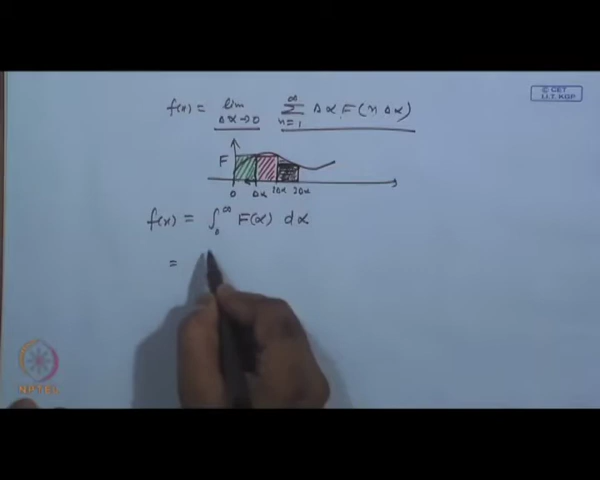 © CET
I.I.T. KGP
f(x) = lim Δα→0 ∑ n=1 ∞ Δα F(nΔα)
F
0 Δα 2Δα 3Δα
f(x) = ∫₀^∞ F(α) dα
=
NPTEL